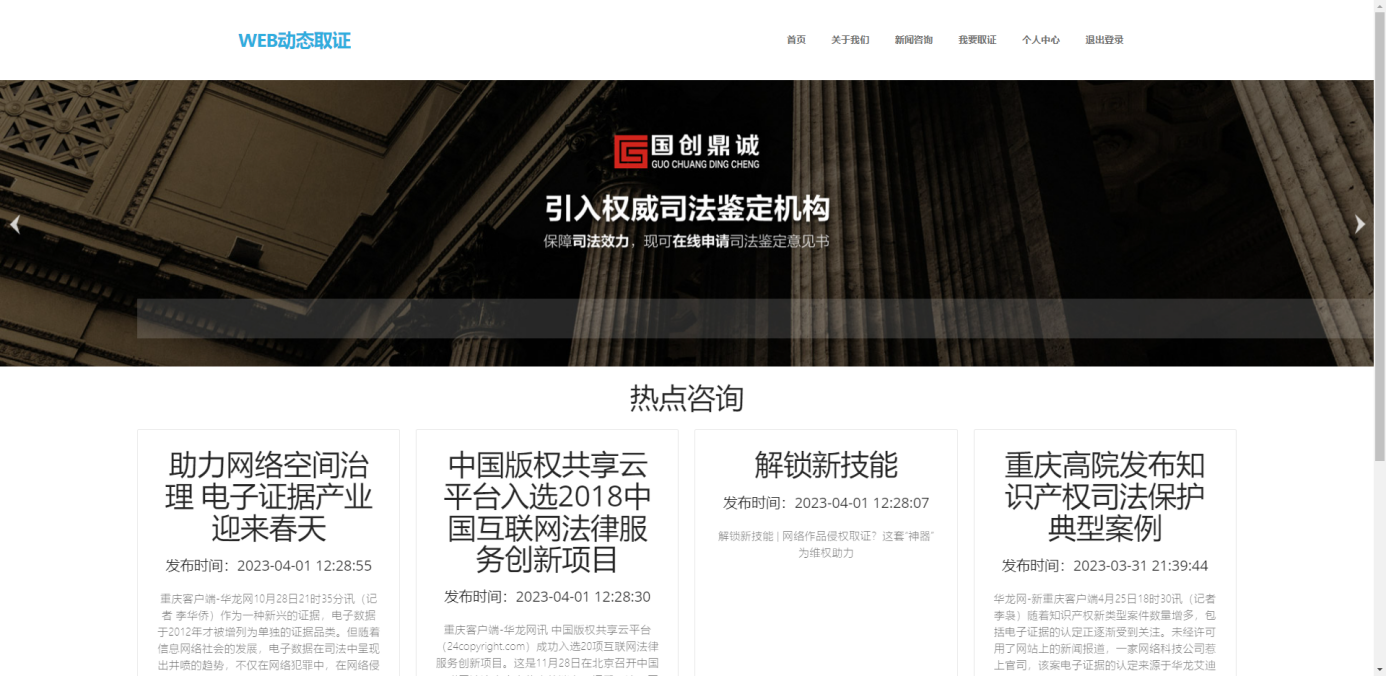 WEB动态取证
首页 关于我们 新闻咨询 我要取证 个人中心 退出登录
国创鼎诚
GUO CHUANG DING CHENG
引入权威司法鉴定机构
保障司法效力，现可在线申请司法鉴定意见书
热点咨询
助力网络空间治
理 电子证据产业
迎来春天
发布时间：2023-04-01 12:28:55
重庆客户端-华龙网10月28日21时35分讯（记
者 李华侨）作为一种新兴的证据，电子数据
于2012年才被增列为单独的证据品类。但随着
信息网络社会的发展，电子数据在司法中呈现
出井喷的趋势，不仅在网络犯罪中，在网络侵
中国版权共享云
平台入选2018中
国互联网法律服
务创新项目
发布时间：2023-04-01 12:28:30
重庆客户端-华龙网讯 中国版权共享云平台
（24copyright.com）成功入选20项互联网法律
服务创新项目。这是11月28日在北京召开中国
解锁新技能
发布时间：2023-04-01 12:28:07
解锁新技能 | 网络作品侵权取证？这套“神器”
为维权助力
重庆高院发布知
识产权司法保护
典型案例
发布时间：2023-03-31 21:39:44
华龙网-新重庆客户端4月25日18时30讯（记者
李袅）随着知识产权新类型案件数量增多，包
括电子证据的认定正逐渐受到关注。未经许可
用了网站上的新闻报道，一家网络科技公司惹
上官司，该案电子证据的认定来源于华龙艾迪